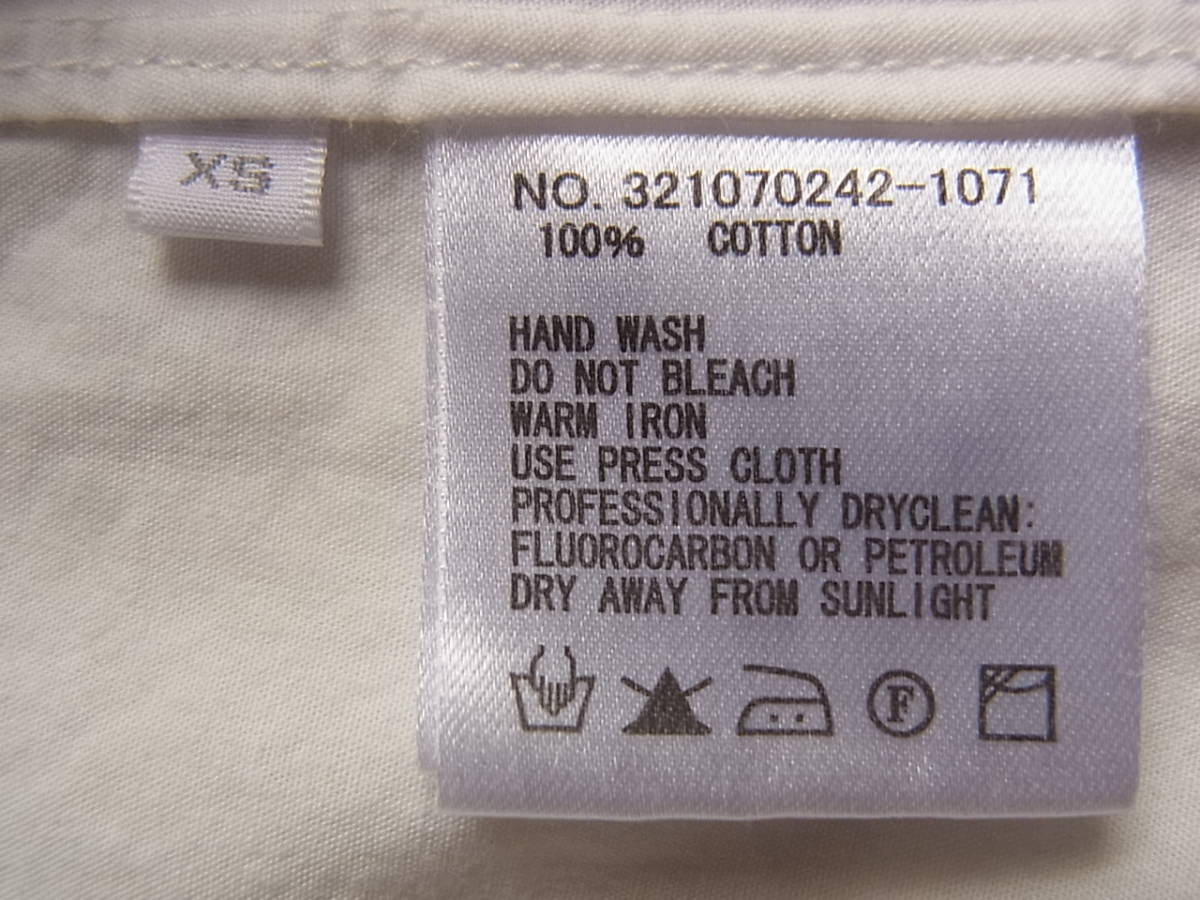 XS
NO. 321070242-1071
100% COTTON
HAND WASH
DO NOT BLEACH
WARM IRON
USE PRESS CLOTH
PROFESSIONALLY DRYCLEAN:
FLUOROCARBON OR PETROLEUM
DRY AWAY FROM SUNLIGHT
F